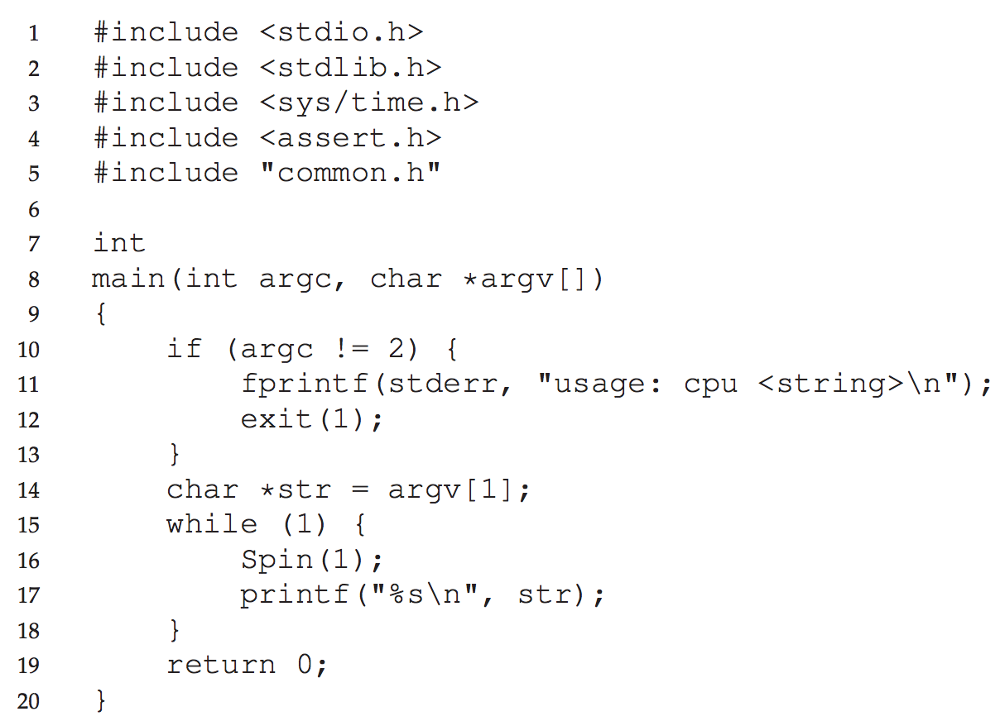 1 #include <stdio.h>
2 #include <stdlib.h>
3 #include <sys/time.h>
4 #include <assert.h>
5 #include "common.h"
6
7 int
8 main(int argc, char *argv[])
9 {
10     if (argc != 2) {
11         fprintf(stderr, "usage: cpu <string>\n");
12         exit(1);
13     }
14     char *str = argv[1];
15     while (1) {
16         Spin(1);
17         printf("%s\n", str);
18     }
19     return 0;
20 }